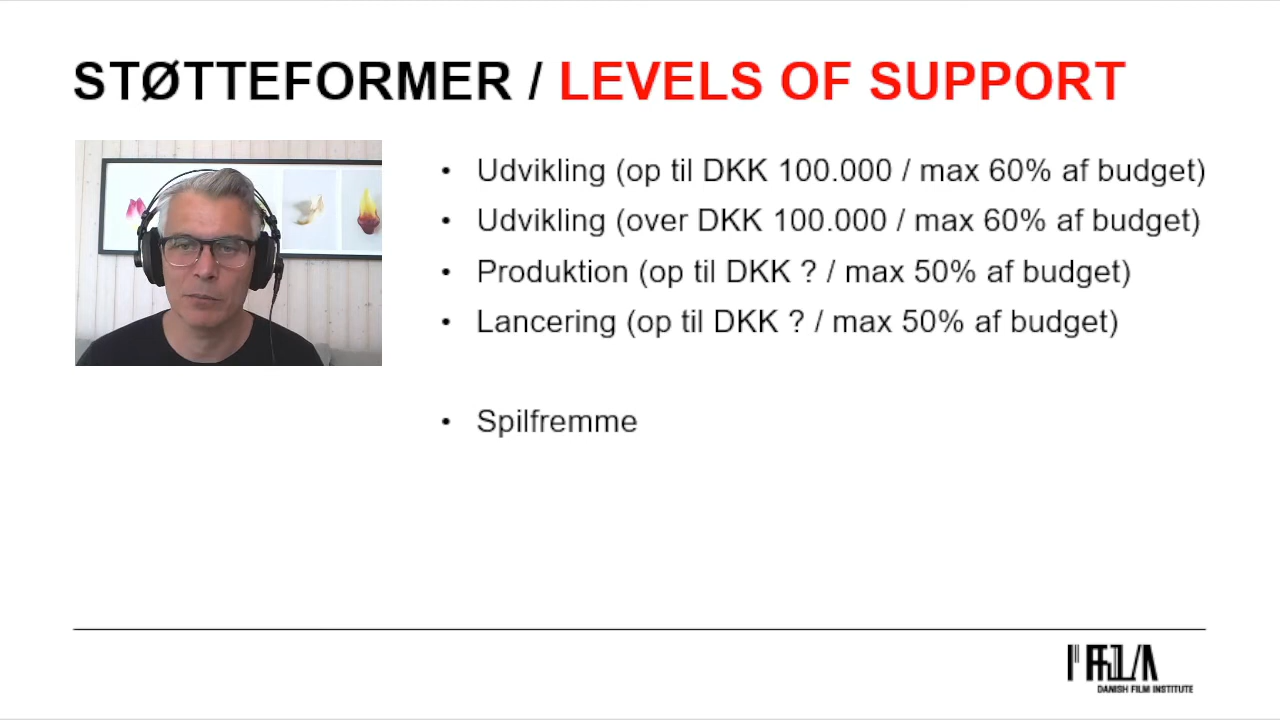 STØTTEFORMER / LEVELS OF SUPPORT
• Udvikling (op til DKK 100.000 / max 60% af budget)
• Udvikling (over DKK 100.000 / max 60% af budget)
• Produktion (op til DKK ? / max 50% af budget)
• Lancering (op til DKK ? / max 50% af budget)
• Spilfremme
DANISH FILM INSTITUTE